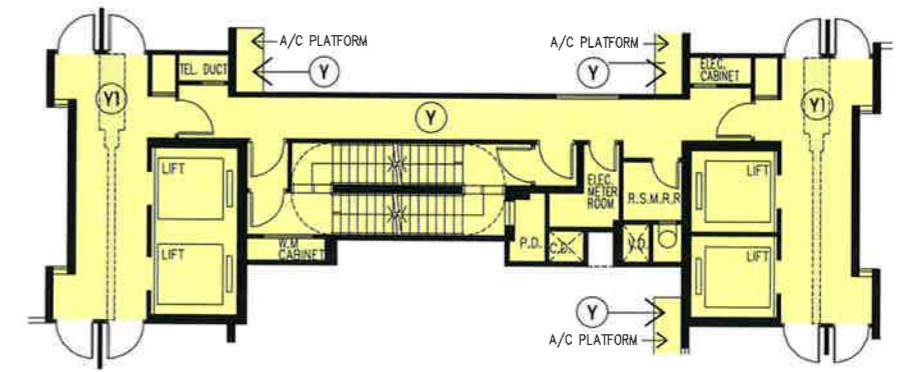 A/C PLATFORM
A/C PLATFORM
Y
Y
TEL. DUCT
ELEC.
CABINET
Y1
Y
Y1
LIFT
LIFT
ELEC.
METER
ROOM
R.S.M.R.R
P.D.
C.D.
V.D.
W.M
CABINET
LIFT
LIFT
Y
A/C PLATFORM